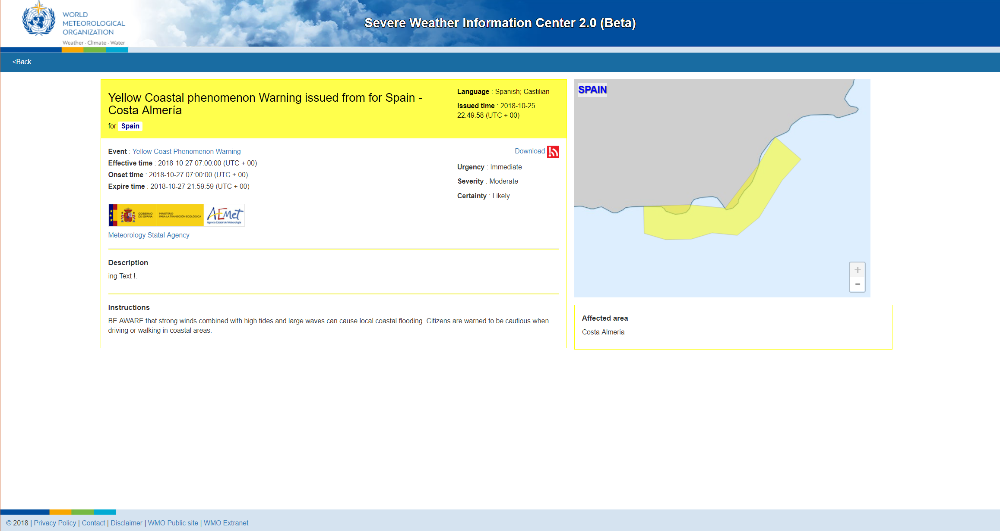 WORLD
METEOROLOGICAL
ORGANIZATION
Weather · Climate · Water
Severe Weather Information Center 2.0 (Beta)
<Back
Yellow Coastal phenomenon Warning issued from for Spain -
Costa Almería
for Spain
Language : Spanish; Castilian
Issued time : 2018-10-25
22:49:58 (UTC + 00)
Event : Yellow Coast Phenomenon Warning
Effective time : 2018-10-27 07:00:00 (UTC + 00)
Onset time : 2018-10-27 07:00:00 (UTC + 00)
Expire time : 2018-10-27 21:59:59 (UTC + 00)
Download
Urgency : Immediate
Severity : Moderate
Certainty : Likely
GOBIERNO
DE ESPAÑA
MINISTERIO
PARA LA TRANSICIÓN ECOLÓGICA
AEMet
Agencia Estatal de Meteorología
Meteorology Statal Agency
Description
ing Text !.
Instructions
BE AWARE that strong winds combined with high tides and large waves can cause local coastal flooding. Citizens are warned to be cautious when
driving or walking in coastal areas.
SPAIN
+
−
Affected area
Costa Almeria
© 2018 | Privacy Policy | Contact | Disclaimer | WMO Public site | WMO Extranet